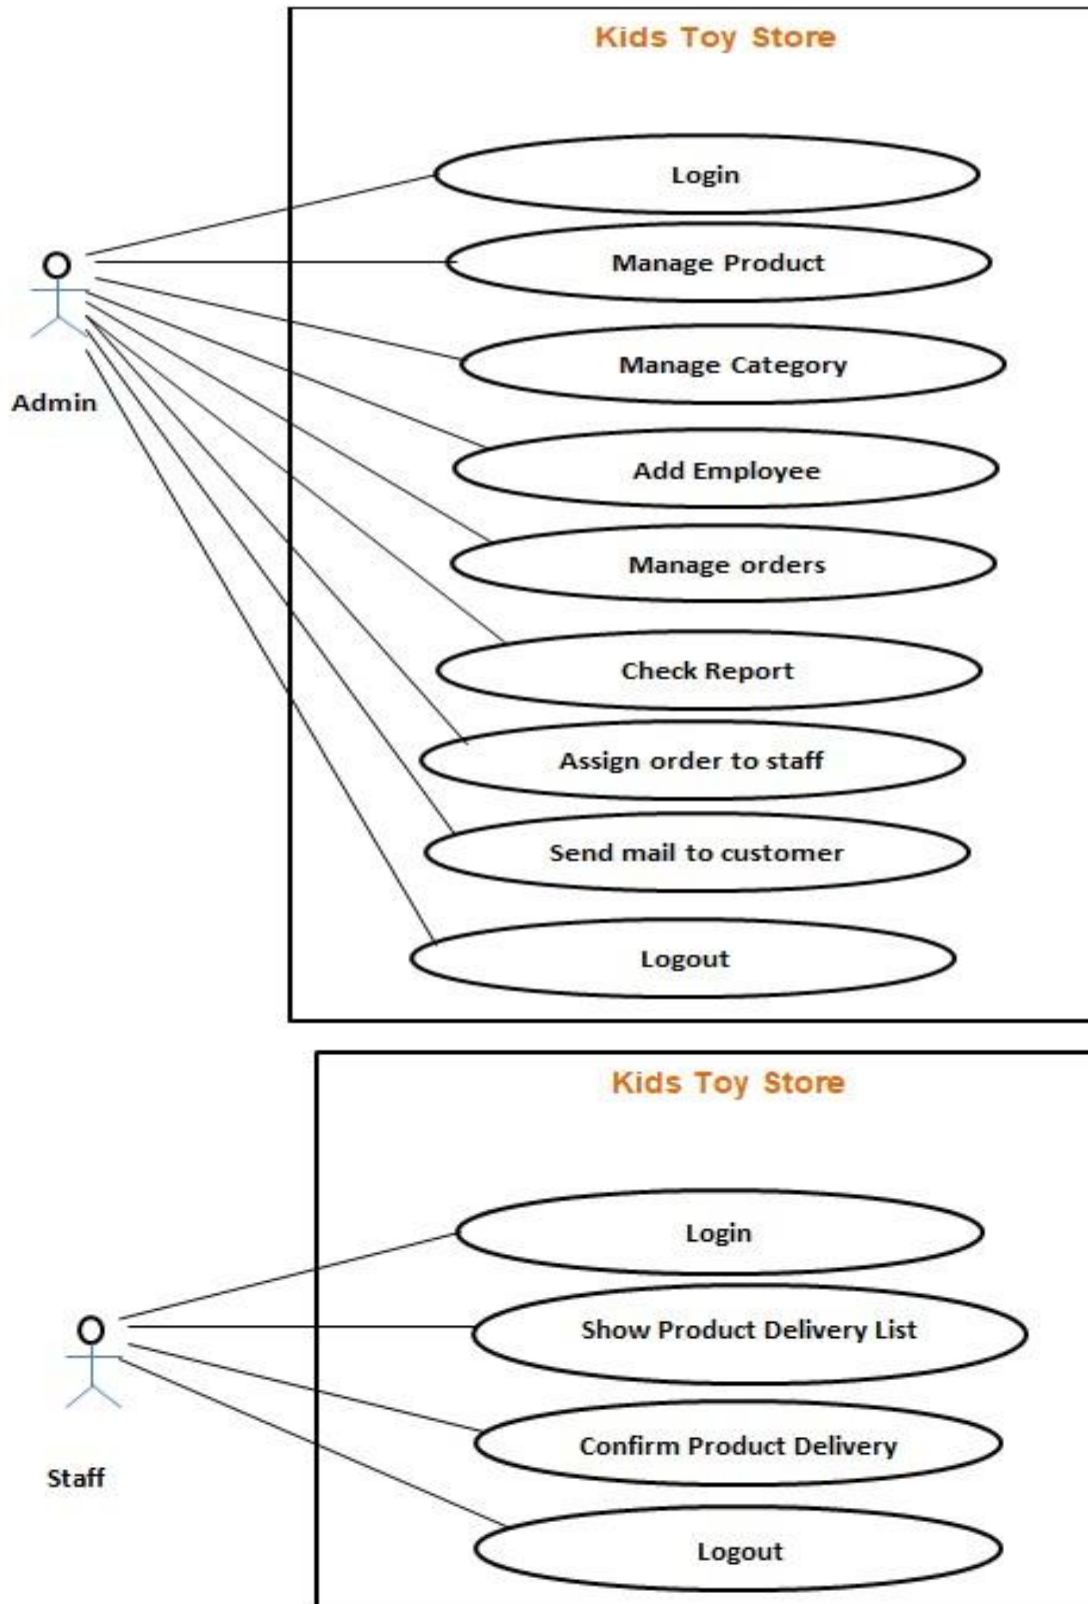 Kids Toy Store
Login
Manage Product
Manage Category
Admin
Add Employee
Manage orders
Check Report
Assign order to staff
Send mail to customer
Logout
Kids Toy Store
Login
Show Product Delivery List
Confirm Product Delivery
Staff
Logout